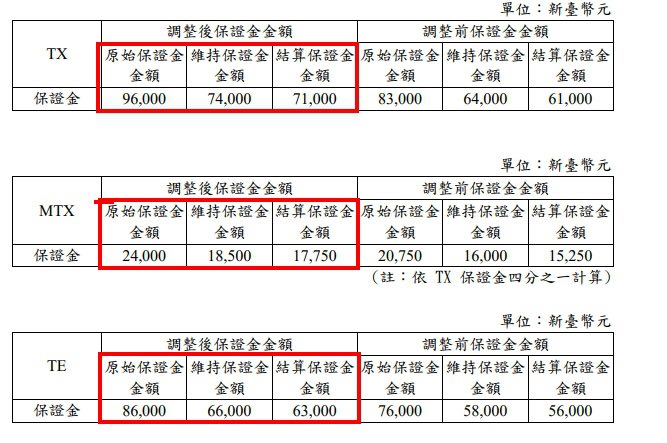 單位：新臺幣元
TX 調整後保證金金額 調整前保證金金額
原始保證金金額 維持保證金金額 結算保證金金額 原始保證金金額 維持保證金金額 結算保證金金額
保證金 96,000 74,000 71,000 83,000 64,000 61,000
單位：新臺幣元
MTX 調整後保證金金額 調整前保證金金額
原始保證金金額 維持保證金金額 結算保證金金額 原始保證金金額 維持保證金金額 結算保證金金額
保證金 24,000 18,500 17,750 20,750 16,000 15,250
（註：依 TX 保證金四分之一計算）
單位：新臺幣元
TE 調整後保證金金額 調整前保證金金額
原始保證金金額 維持保證金金額 結算保證金金額 原始保證金金額 維持保證金金額 結算保證金金額
保證金 86,000 66,000 63,000 76,000 58,000 56,000